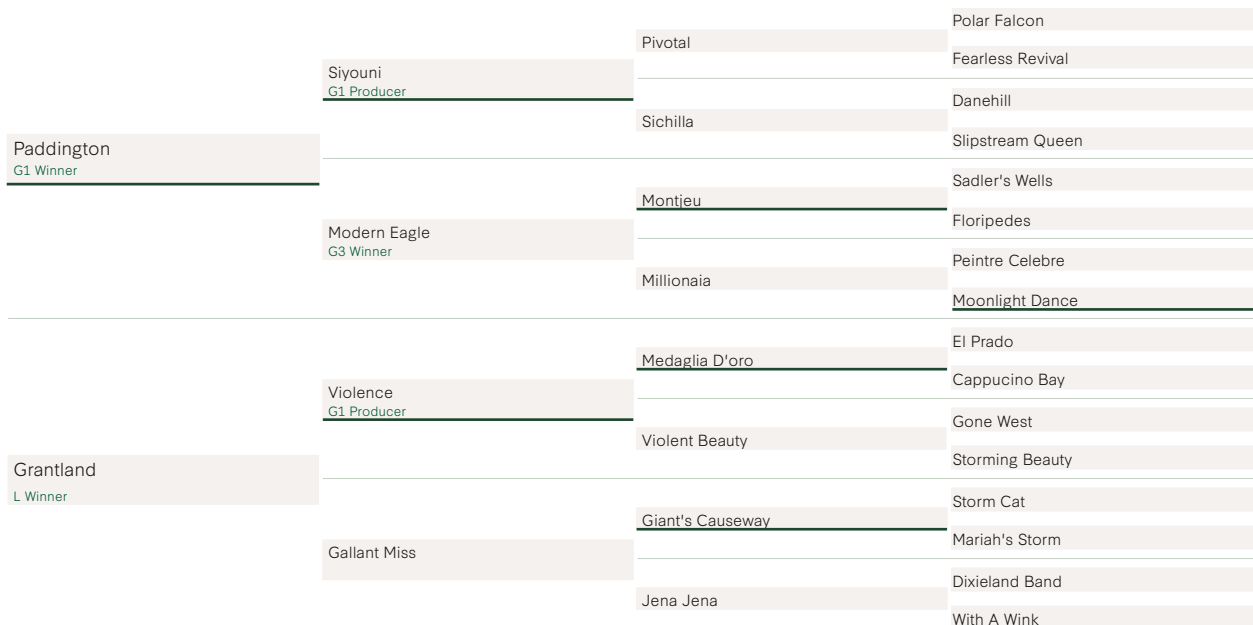 Paddington
G1 Winner
Grantland
L Winner
Siyouni
G1 Producer
Modern Eagle
G3 Winner
Violence
G1 Producer
Gallant Miss
Pivotal
Sichilla
Montjeu
Millionaia
Medaglia D'oro
Violent Beauty
Giant's Causeway
Jena Jena
Polar Falcon
Fearless Revival
Danehill
Slipstream Queen
Sadler's Wells
Floripedes
Peintre Celebre
Moonlight Dance
El Prado
Cappucino Bay
Gone West
Storming Beauty
Storm Cat
Mariah's Storm
Dixieland Band
With A Wink